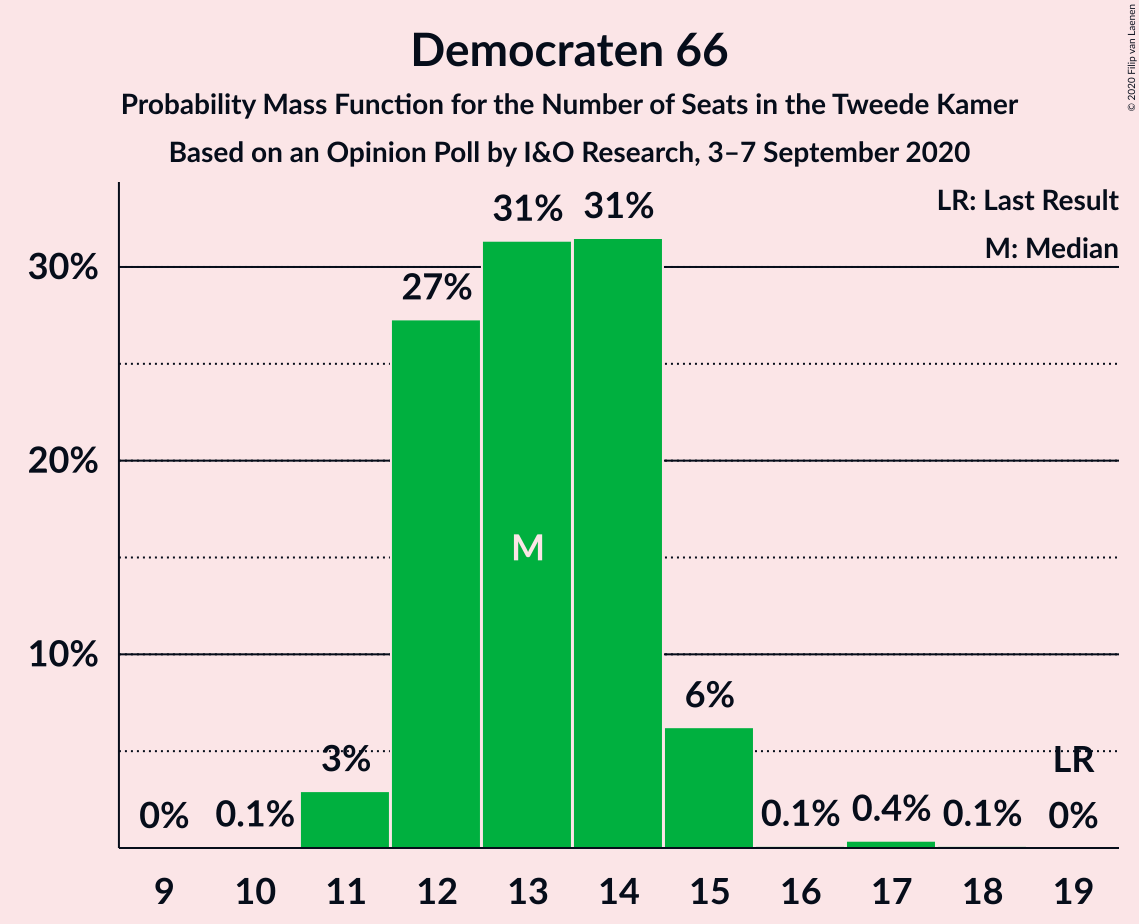 Democraten 66
Probability Mass Function for the Number of Seats in the Tweede Kamer
Based on an Opinion Poll by I&O Research, 3–7 September 2020
© 2020 Filip van Laenen
LR: Last Result
M: Median
30%
20%
10%
0%
0.1%
3%
27%
31%
31%
6%
0.1%
0.4%
0.1%
0%
LR
M
9 10 11 12 13 14 15 16 17 18 19